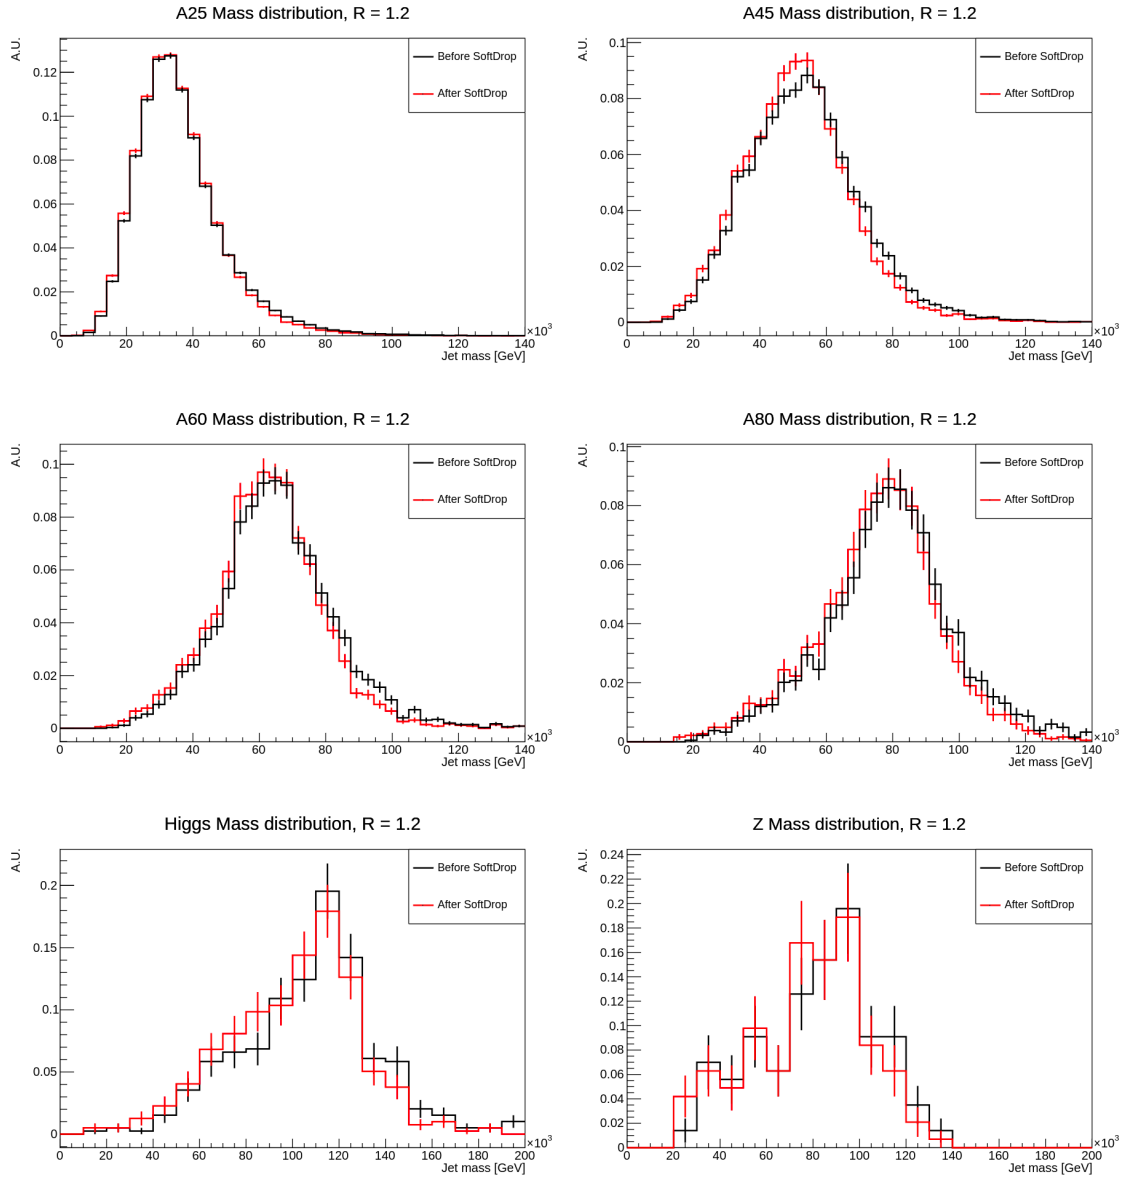 A25 Mass distribution, R = 1.2
A.U.
Before SoftDrop
After SoftDrop
0.12
0.1
0.08
0.06
0.04
0.02
0
0 20 40 60 80 100 120 140
×10³
Jet mass [GeV]
A45 Mass distribution, R = 1.2
A.U.
Before SoftDrop
After SoftDrop
0.1
0.08
0.06
0.04
0.02
0
0 20 40 60 80 100 120 140
×10³
Jet mass [GeV]
A60 Mass distribution, R = 1.2
A.U.
Before SoftDrop
After SoftDrop
0.1
0.08
0.06
0.04
0.02
0
0 20 40 60 80 100 120 140
×10³
Jet mass [GeV]
A80 Mass distribution, R = 1.2
A.U.
Before SoftDrop
After SoftDrop
0.1
0.08
0.06
0.04
0.02
0
0 20 40 60 80 100 120 140
×10³
Jet mass [GeV]
Higgs Mass distribution, R = 1.2
A.U.
Before SoftDrop
After SoftDrop
0.2
0.15
0.1
0.05
0
0 20 40 60 80 100 120 140 160 180 200
×10³
Jet mass [GeV]
Z Mass distribution, R = 1.2
A.U.
Before SoftDrop
After SoftDrop
0.24
0.22
0.2
0.18
0.16
0.14
0.12
0.1
0.08
0.06
0.04
0.02
0
0 20 40 60 80 100 120 140 160 180 200
×10³
Jet mass [GeV]